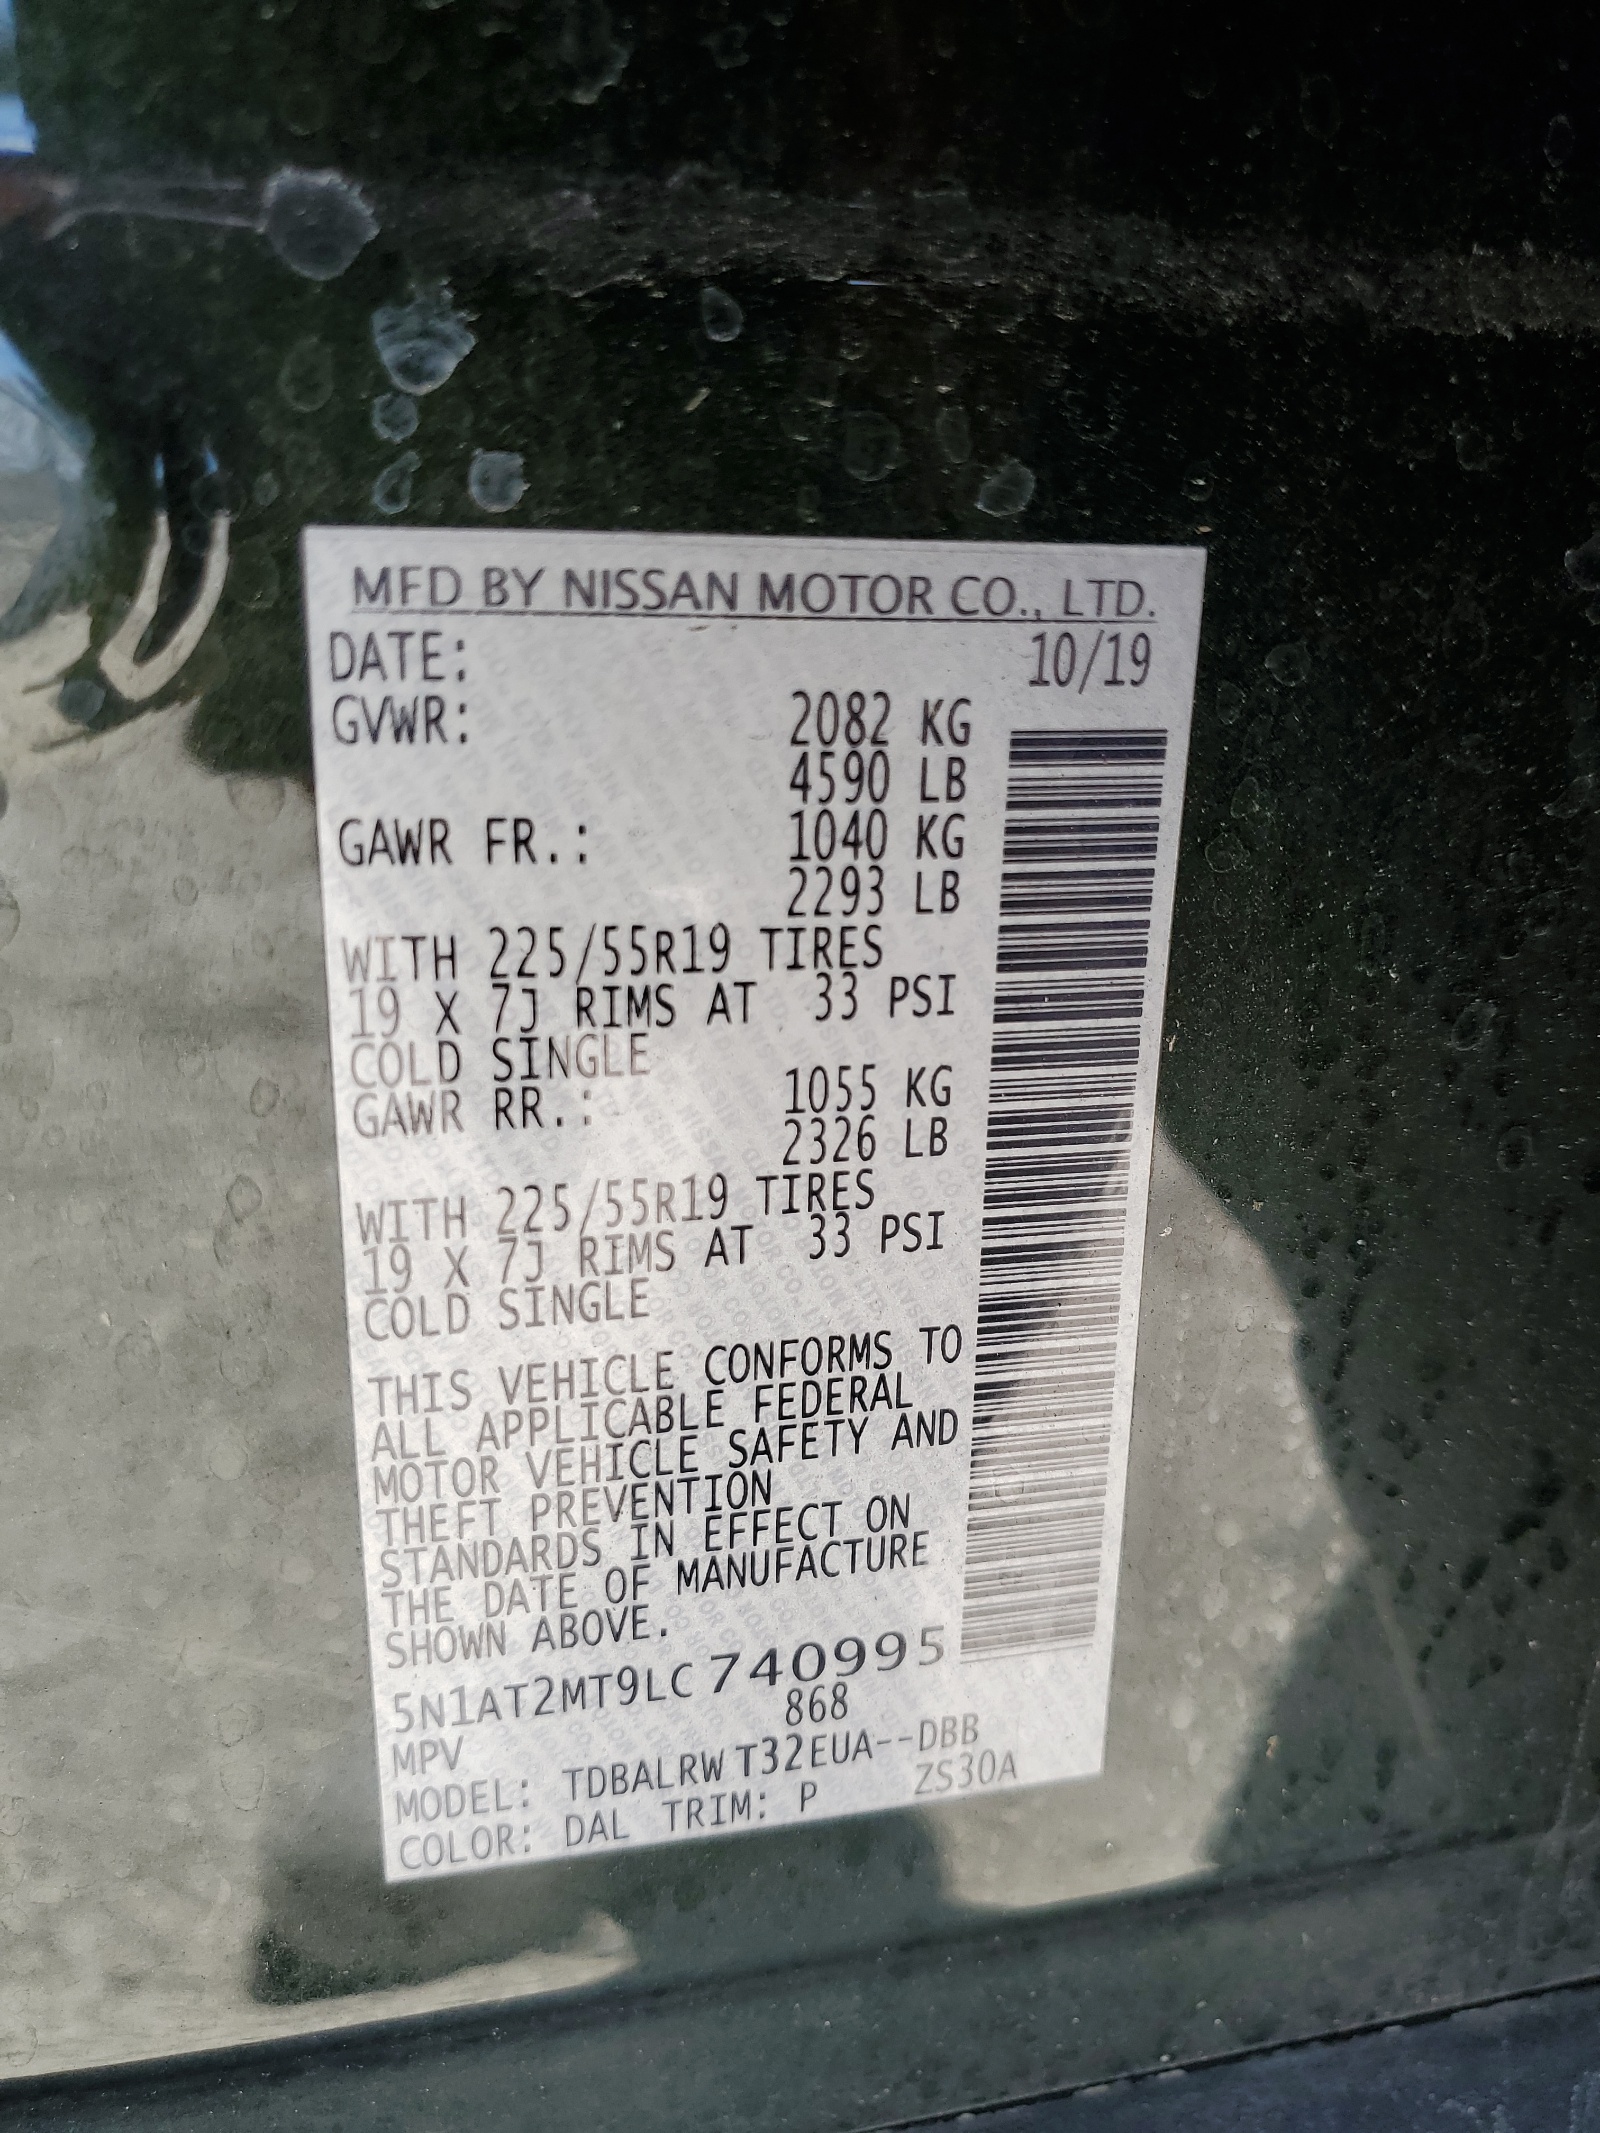 MFD BY NISSAN MOTOR CO., LTD.
DATE: 10/19
GVWR: 2082 KG
4590 LB
GAWR FR.: 1040 KG
2293 LB
WITH 225/55R19 TIRES
19 X 7J RIMS AT 33 PSI
COLD SINGLE
GAWR RR.: 1055 KG
2326 LB
WITH 225/55R19 TIRES
19 X 7J RIMS AT 33 PSI
COLD SINGLE
THIS VEHICLE CONFORMS TO
ALL APPLICABLE FEDERAL
MOTOR VEHICLE SAFETY AND
THEFT PREVENTION
STANDARDS IN EFFECT ON
THE DATE OF MANUFACTURE
SHOWN ABOVE.
5N1AT2MT9LC740995
MPV 868
MODEL: TDBALRWT32EUA--DBB
COLOR: DAL TRIM: P ZS30A